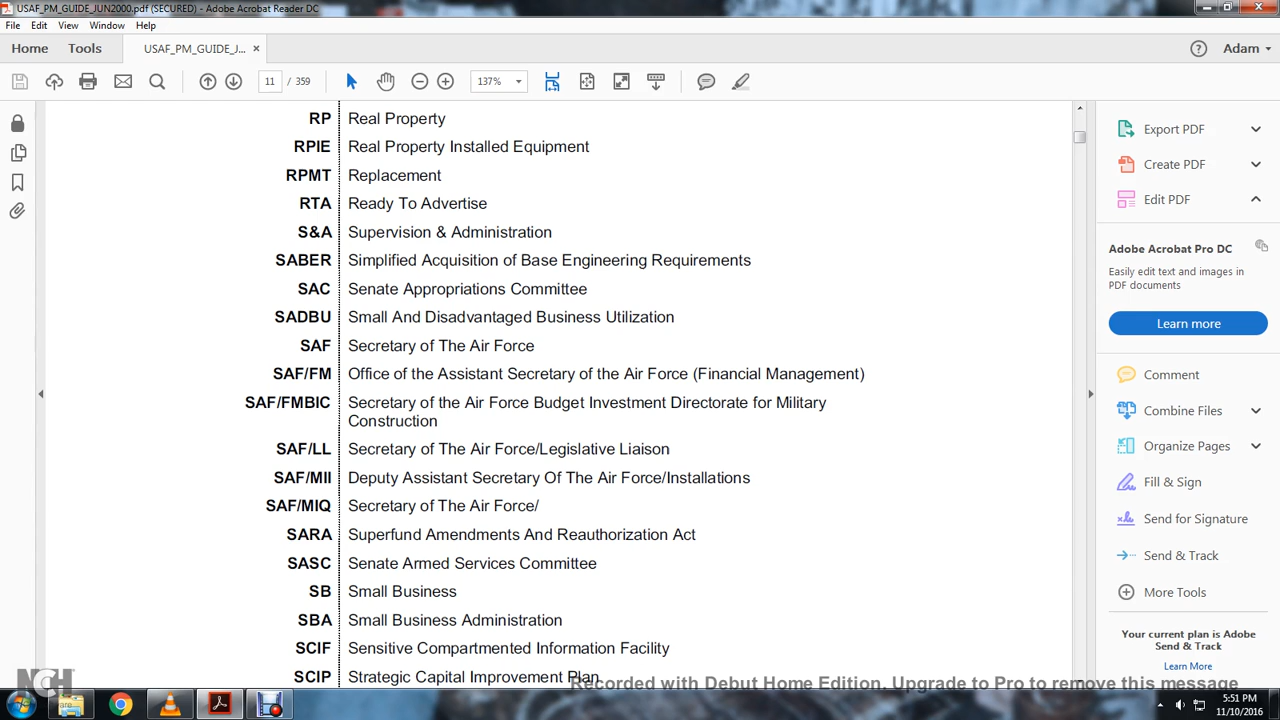 USAF_PM_GUIDE_JUN2000.pdf (SECURED) - Adobe Acrobat Reader DC
File Edit View Window Help
Home Tools USAF_PM_GUIDE_J... × Adam
11 / 359 137%
RP Real Property
RPIE Real Property Installed Equipment
RPMT Replacement
RTA Ready To Advertise
S&A Supervision & Administration
SABER Simplified Acquisition of Base Engineering Requirements
SAC Senate Appropriations Committee
SADBU Small And Disadvantaged Business Utilization
SAF Secretary of The Air Force
SAF/FM Office of the Assistant Secretary of the Air Force (Financial Management)
SAF/FMBIC Secretary of the Air Force Budget Investment Directorate for Military
Construction
SAF/LL Secretary of The Air Force/Legislative Liaison
SAF/MII Deputy Assistant Secretary Of The Air Force/Installations
SAF/MIQ Secretary of The Air Force/
SARA Superfund Amendments And Reauthorization Act
SASC Senate Armed Services Committee
SB Small Business
SBA Small Business Administration
SCIF Sensitive Compartmented Information Facility
SCIP Strategic Capital Improvement Plan
Export PDF
Create PDF
Edit PDF
Adobe Acrobat Pro DC
Easily edit text and images in
PDF documents
Learn more
Comment
Combine Files
Organize Pages
Fill & Sign
Send for Signature
Send & Track
More Tools
Your current plan is Adobe
Send & Track
Learn More
NCH
Recorded with Debut Home Edition. Upgrade to Pro to remove this message
5:51 PM
11/10/2016